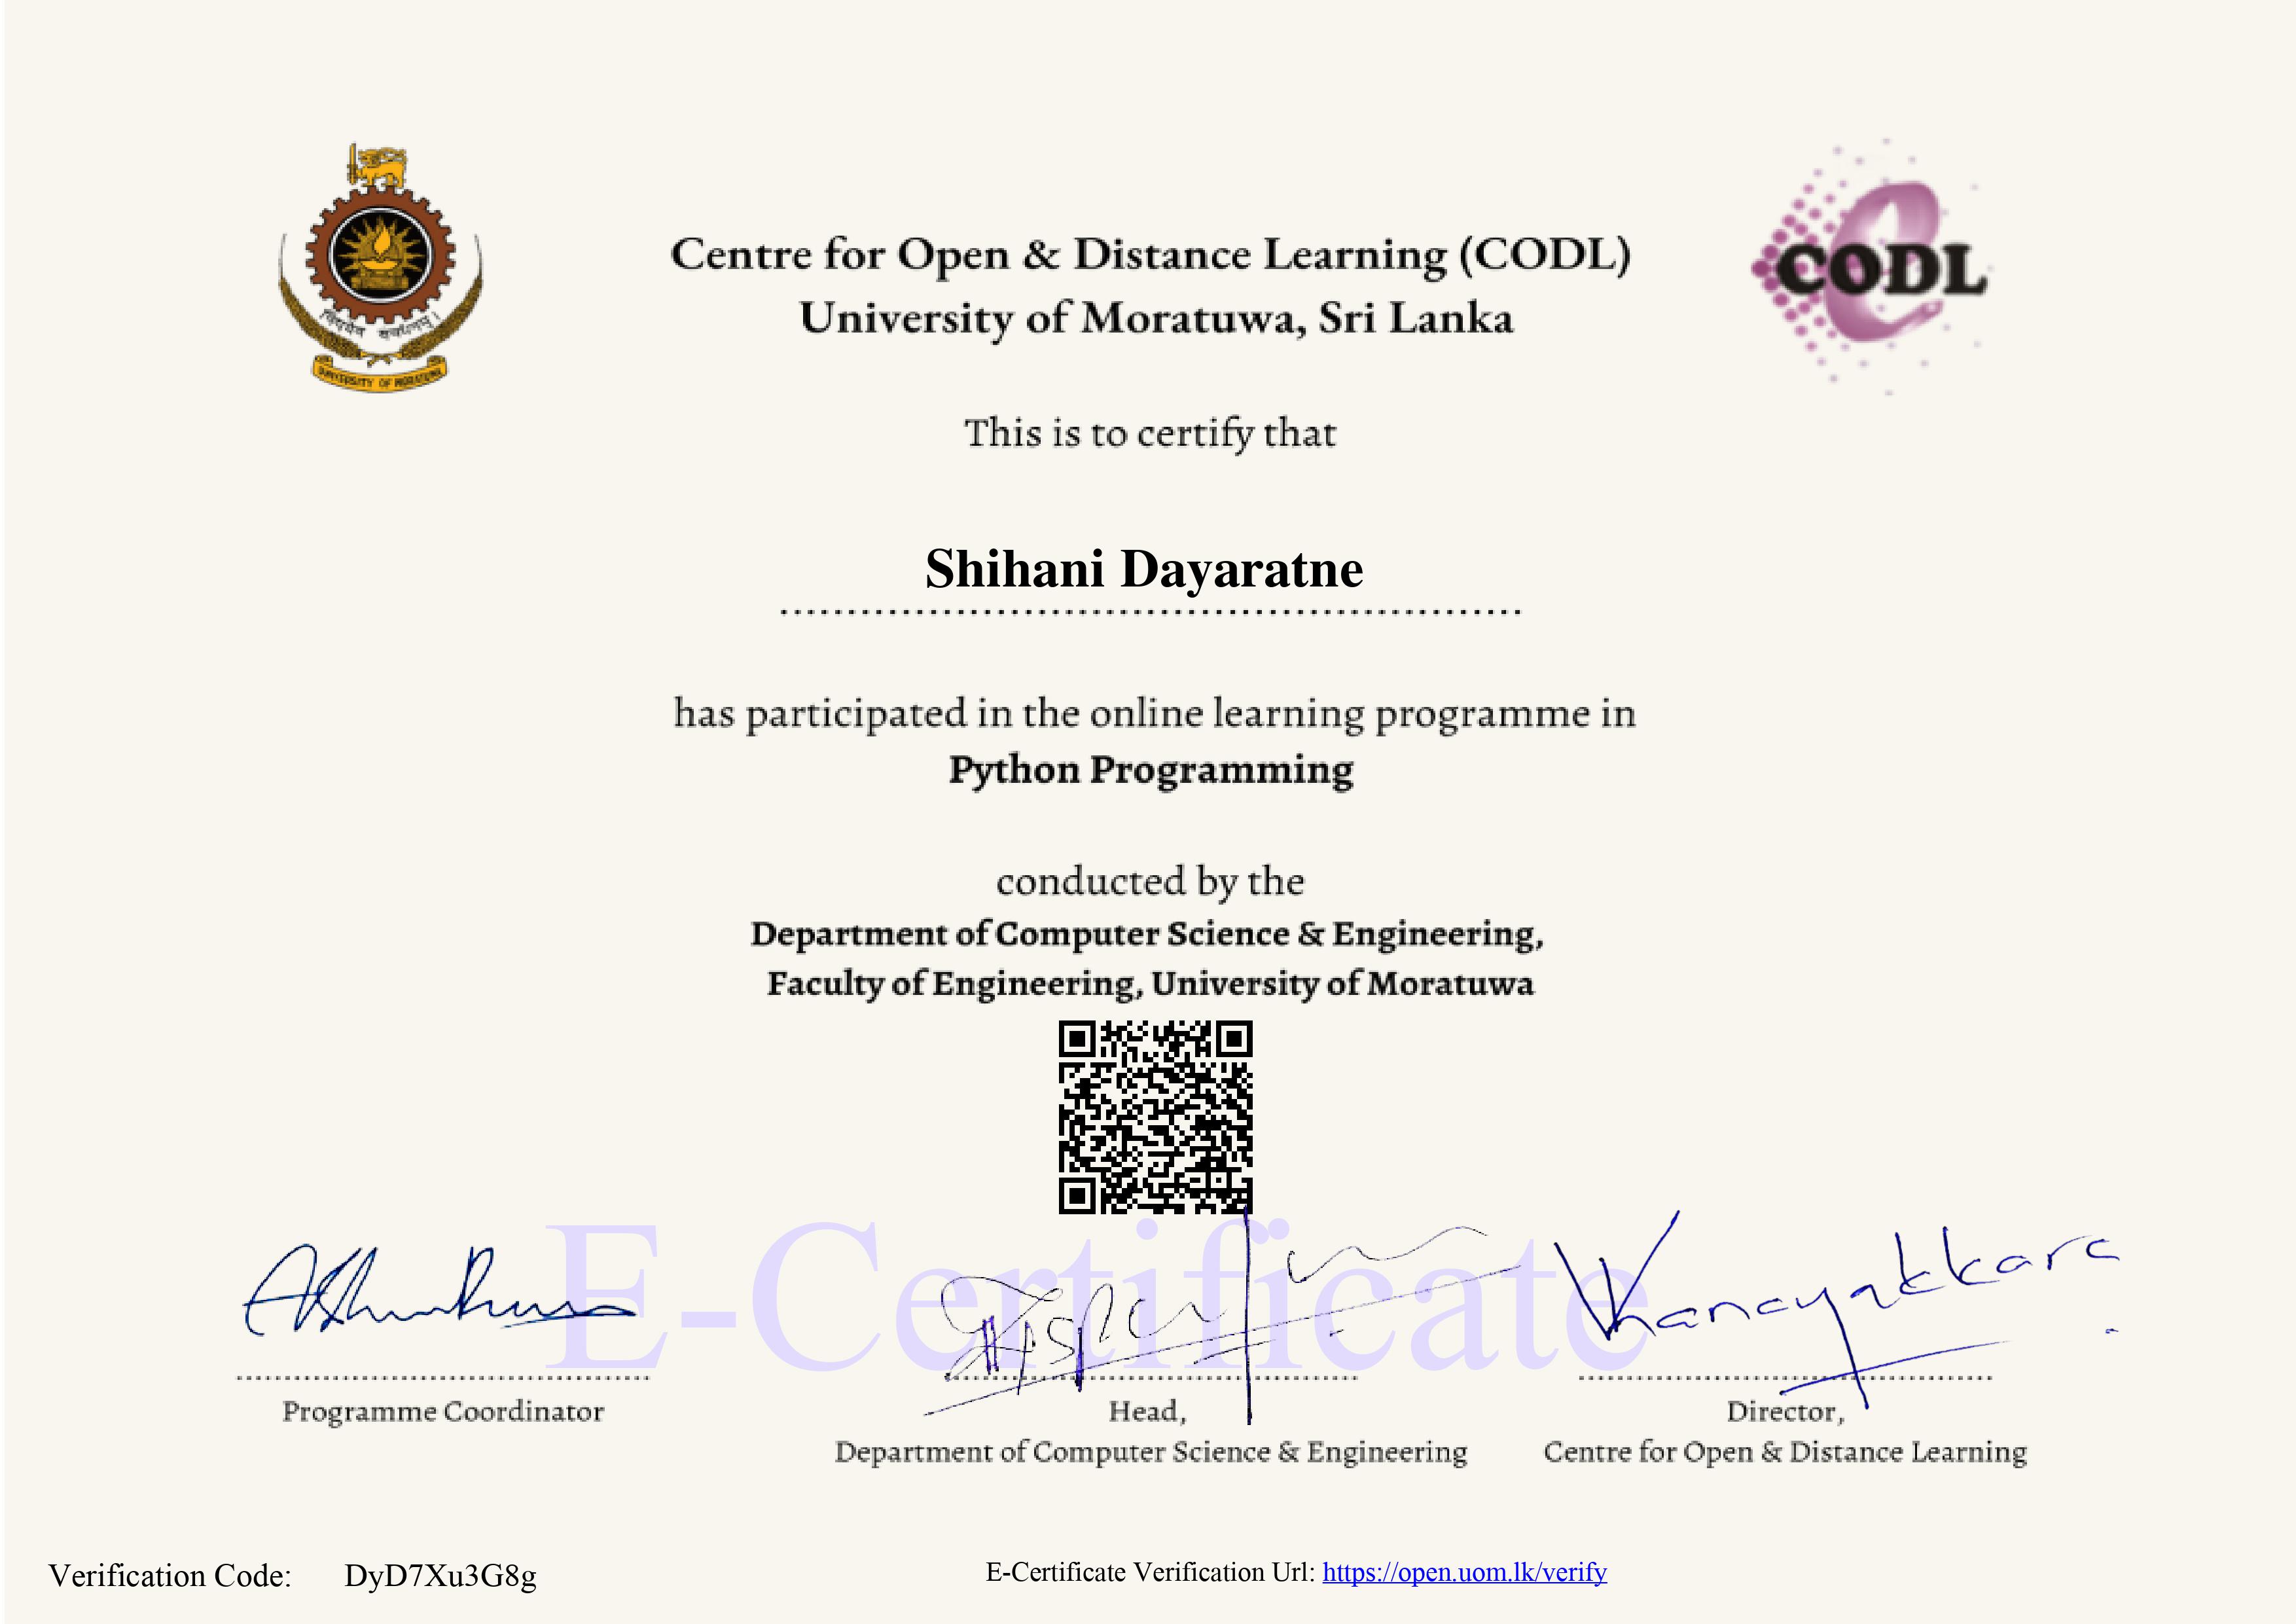 Centre for Open & Distance Learning (CODL)
University of Moratuwa, Sri Lanka
CODL
UNIVERSITY OF MORATUWA
This is to certify that
Shihani Dayaratne
has participated in the online learning programme in
Python Programming
conducted by the
Department of Computer Science & Engineering,
Faculty of Engineering, University of Moratuwa
E-Certificate
Programme Coordinator
Head,
Department of Computer Science & Engineering
Director,
Centre for Open & Distance Learning
Verification Code: DyD7Xu3G8g
E-Certificate Verification Url: https://open.uom.lk/verify